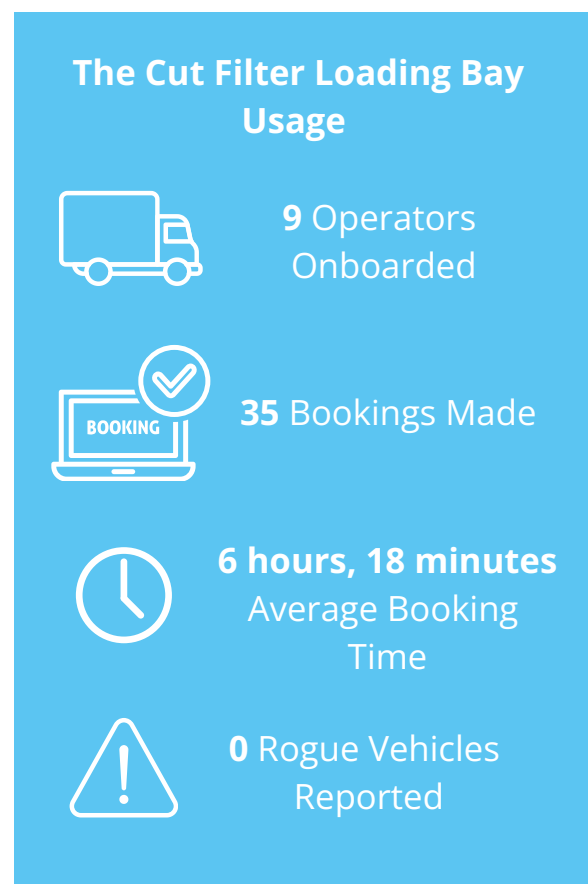 The Cut Filter Loading Bay
Usage
9 Operators
Onboarded
BOOKING
35 Bookings Made
6 hours, 18 minutes
Average Booking
Time
0 Rogue Vehicles
Reported